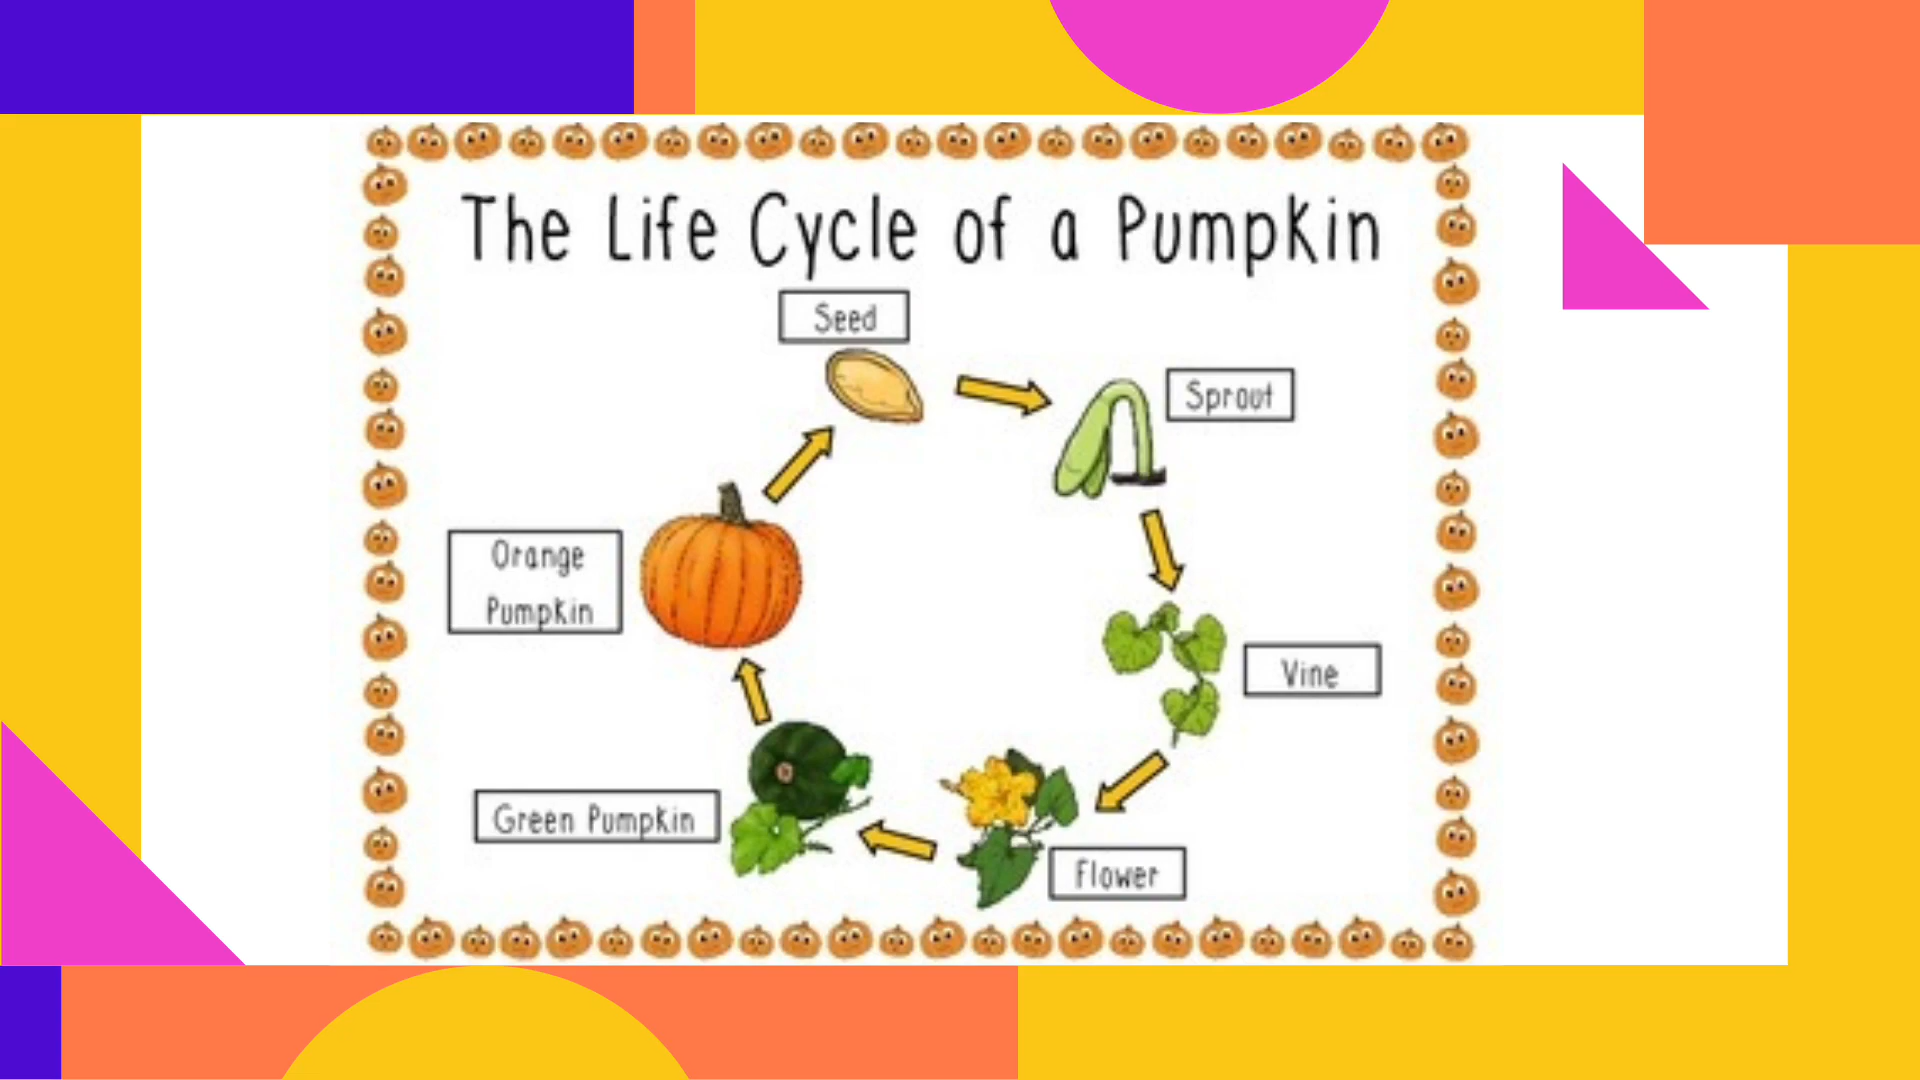 The Life Cycle of a Pumpkin
Seed
Sprout
Vine
Flower
Green Pumpkin
Orange
Pumpkin